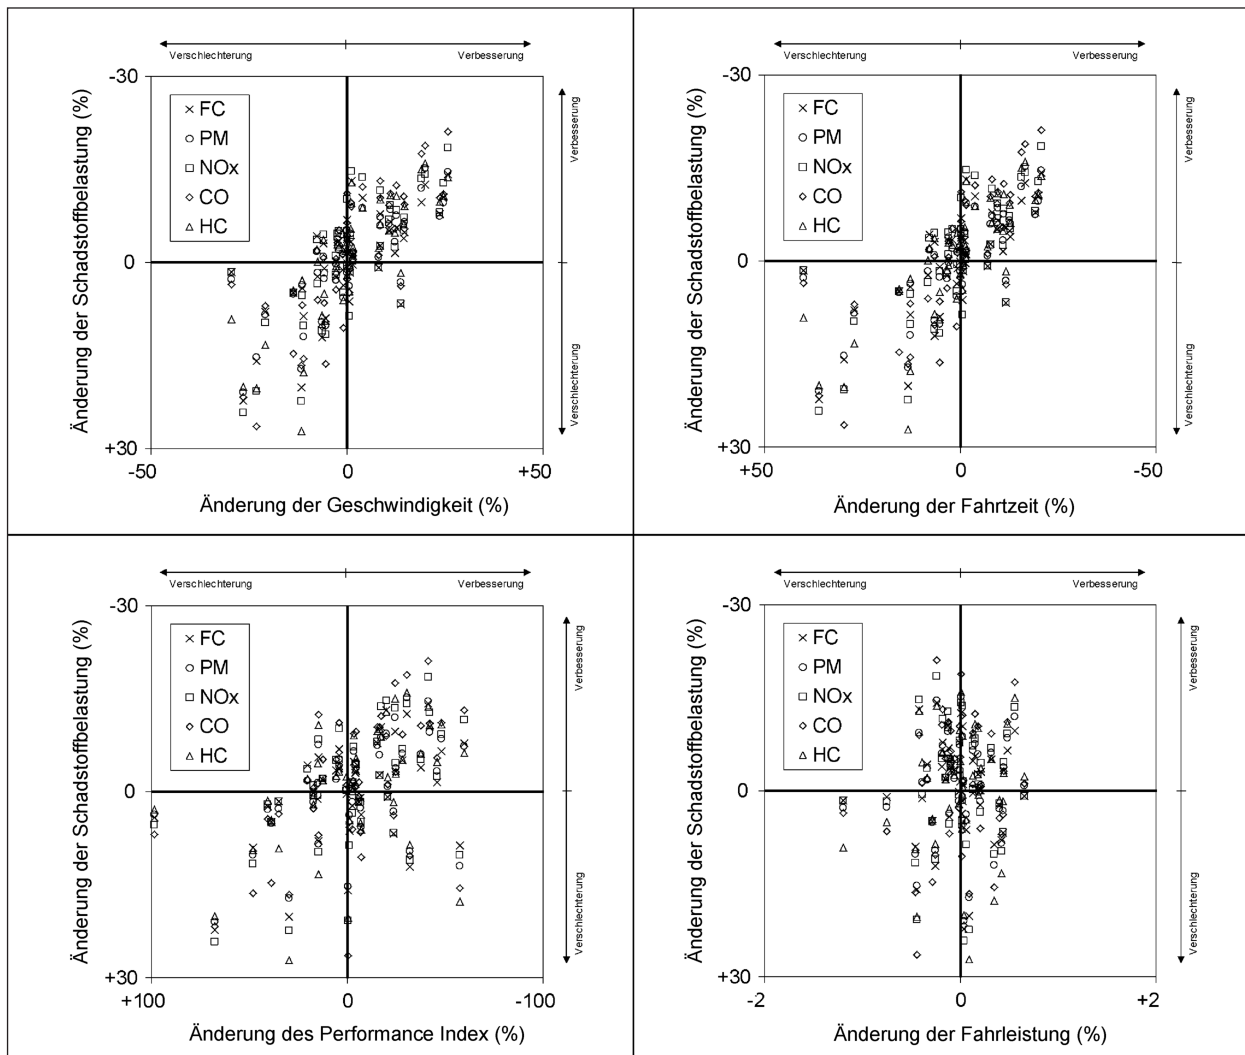 Verschlechterung
Verbesserung
-30
Änderung der Schadstoffbelastung (%)
FC
PM
NOx
CO
HC
0
+30
-50
0
+50
Änderung der Geschwindigkeit (%)
Verbesserung
Verschlechterung
Verschlechterung
Verbesserung
-30
Änderung der Schadstoffbelastung (%)
FC
PM
NOx
CO
HC
0
+30
+50
0
-50
Änderung der Fahrtzeit (%)
Verbesserung
Verschlechterung
Verschlechterung
Verbesserung
-30
Änderung der Schadstoffbelastung (%)
FC
PM
NOx
CO
HC
0
+30
+100
0
-100
Änderung des Performance Index (%)
Verbesserung
Verschlechterung
Verschlechterung
Verbesserung
-30
Änderung der Schadstoffbelastung (%)
FC
PM
NOx
CO
HC
0
+30
-2
0
+2
Änderung der Fahrleistung (%)
Verbesserung
Verschlechterung